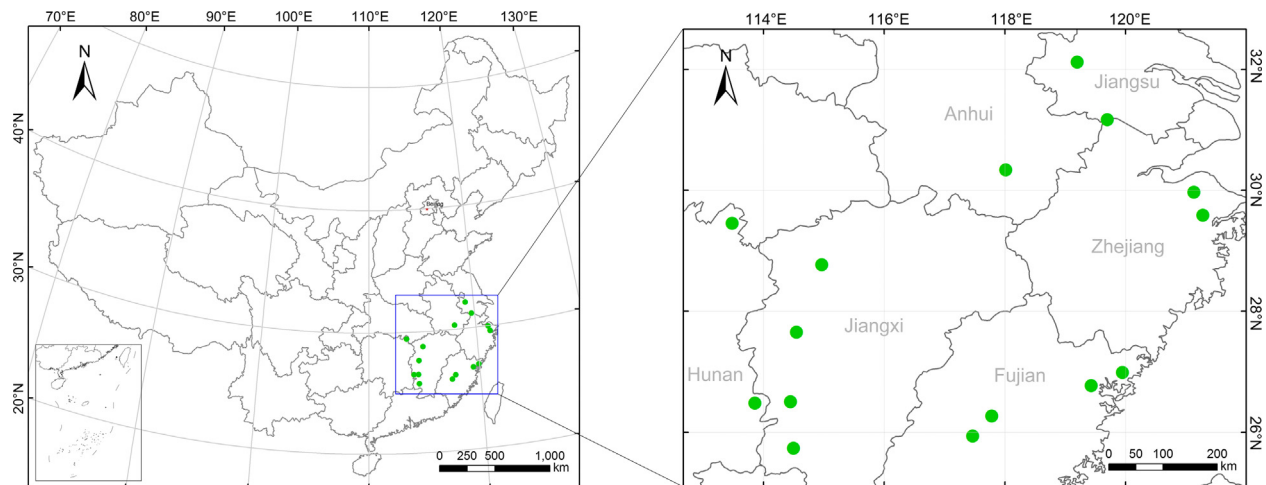 70°E 80°E 90°E 100°E 110°E 120°E 130°E
N
40°N
30°N
20°N
Beijing
0 250 500 1,000
km
114°E 116°E 118°E 120°E
N
32°N
30°N
28°N
26°N
Jiangsu
Anhui
Zhejiang
Jiangxi
Hunan
Fujian
0 50 100 200
km